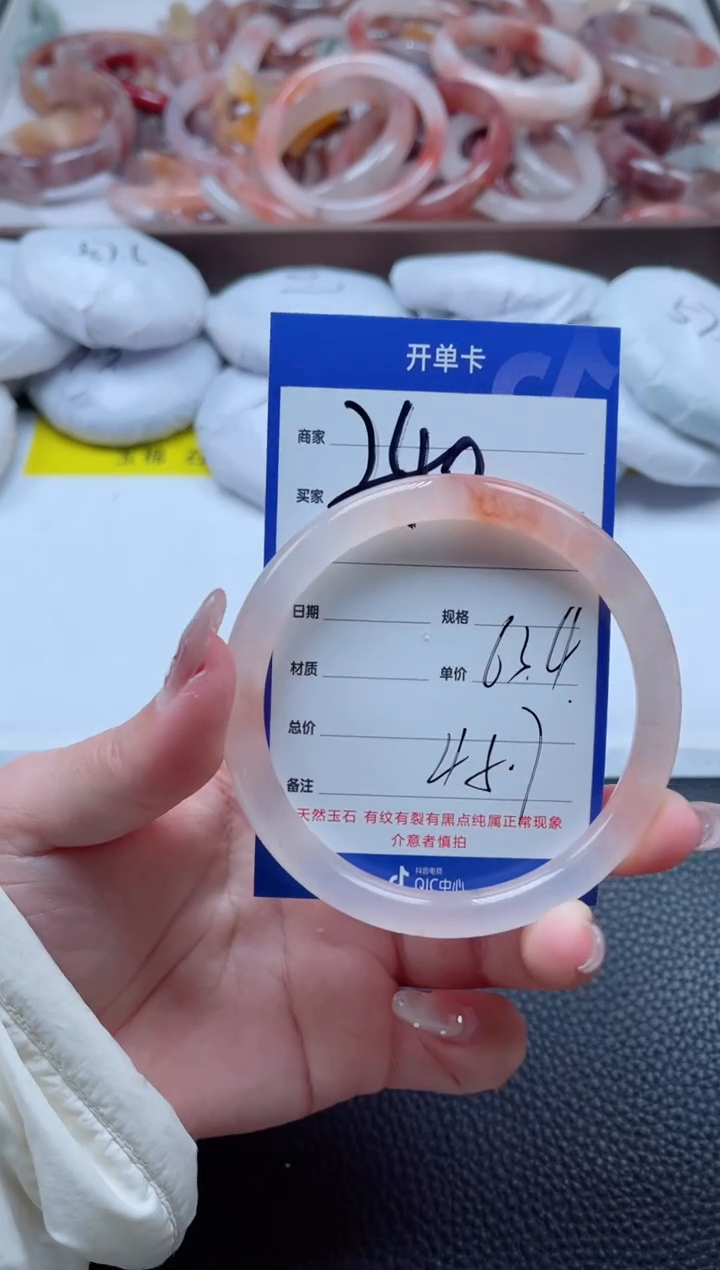 开单卡
商家 240
买家
日期 规格
材质 单价 63.4
总价 48.7
备注
天然玉石 有纹有裂有黑点纯属正常现象
介意者慎拍
抖音电商
QIC中心